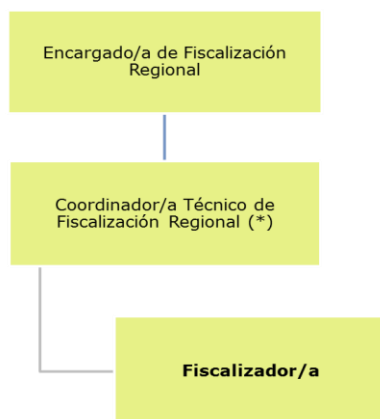 Encargado/a de Fiscalización
Regional
Coordinador/a Técnico de
Fiscalización Regional (*)
Fiscalizador/a